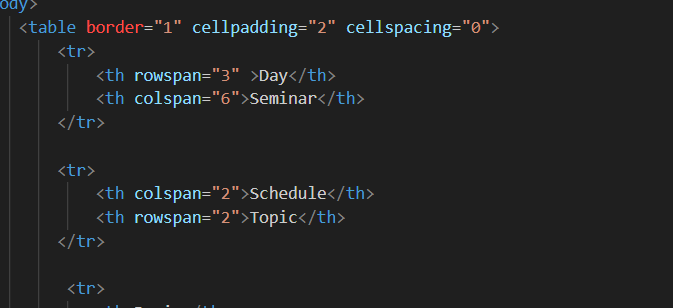 ody>
<table border="1" cellpadding="2" cellspacing="0">
<tr>
<th rowspan="3" >Day</th>
<th colspan="6">Seminar</th>
</tr>
<tr>
<th colspan="2">Schedule</th>
<th rowspan="2">Topic</th>
</tr>
<tr>